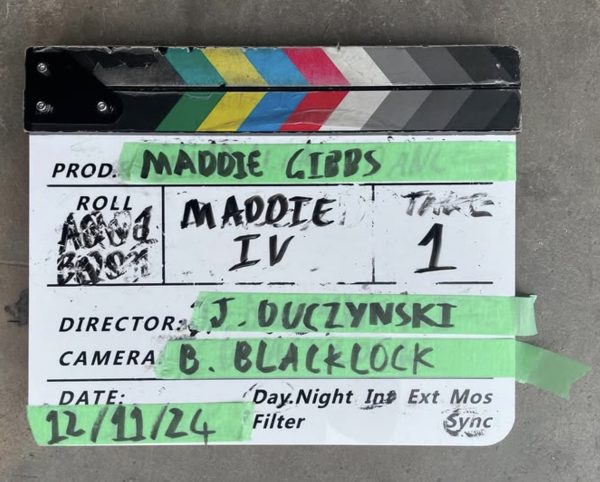 PROD. MADDIE GIBBS
ROLL MADDIE TAKE
IV 1
DIRECTOR: J. DUCZYNSKI
CAMERA B. BLACKLOCK
DATE: Day.Night Int Ext Mos
12/11/24 Filter Sync